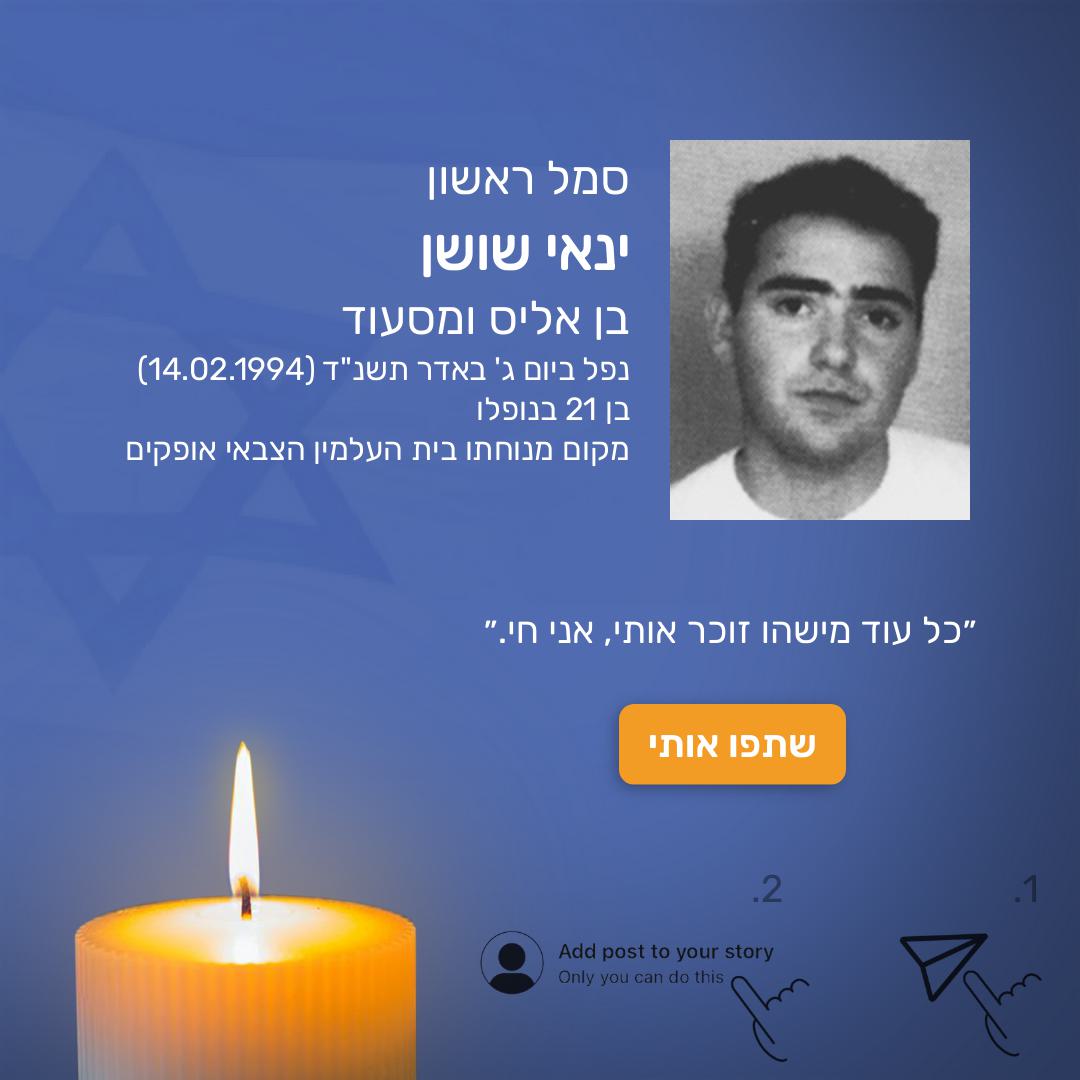 סמל ראשון
ינאי שושן
בן אליס ומסעוד
נפל ביום ג' באדר תשנ"ד (14.02.1994)
בן 21 בנופלו
מקום מנוחתו בית העלמין הצבאי אופקים
״כל עוד מישהו זוכר אותי, אני חי.״
שתפו אותי
1.
2.
Add post to your story
Only you can do this